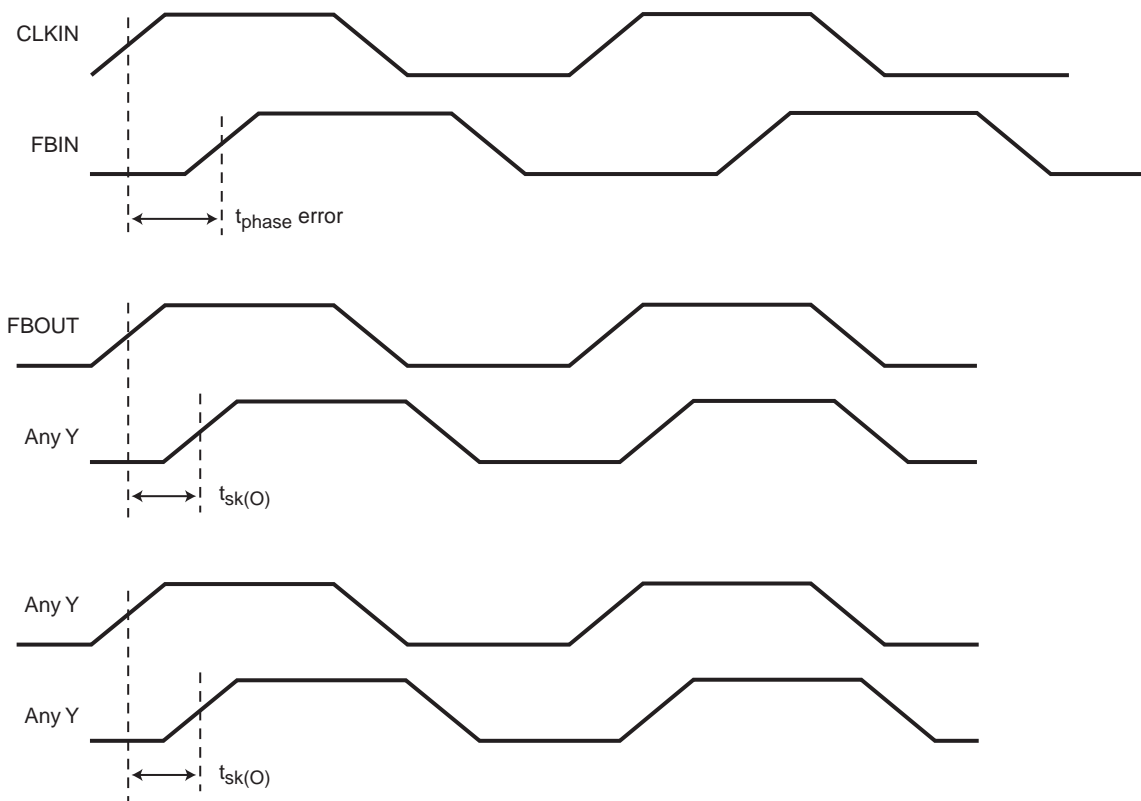 CLKIN
FBIN
tphase error
FBOUT
Any Y
tsk(O)
Any Y
Any Y
tsk(O)